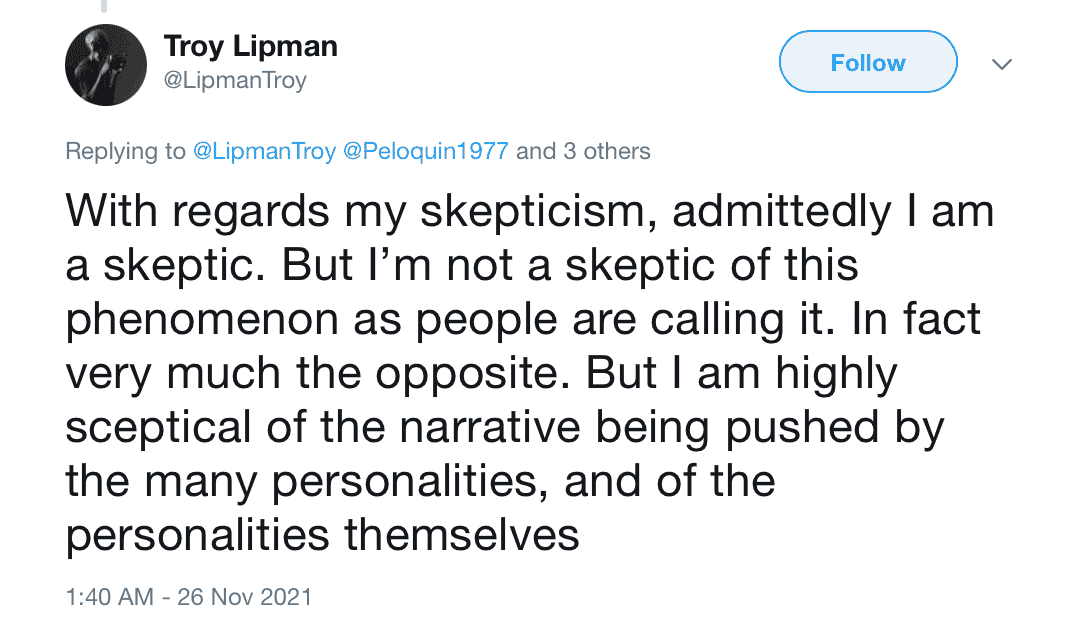 Troy Lipman
Follow
@LipmanTroy
Replying to @LipmanTroy @Peloquin1977 and 3 others
With regards my skepticism, admittedly I am
a skeptic. But I’m not a skeptic of this
phenomenon as people are calling it. In fact
very much the opposite. But I am highly
sceptical of the narrative being pushed by
the many personalities, and of the
personalities themselves
1:40 AM - 26 Nov 2021